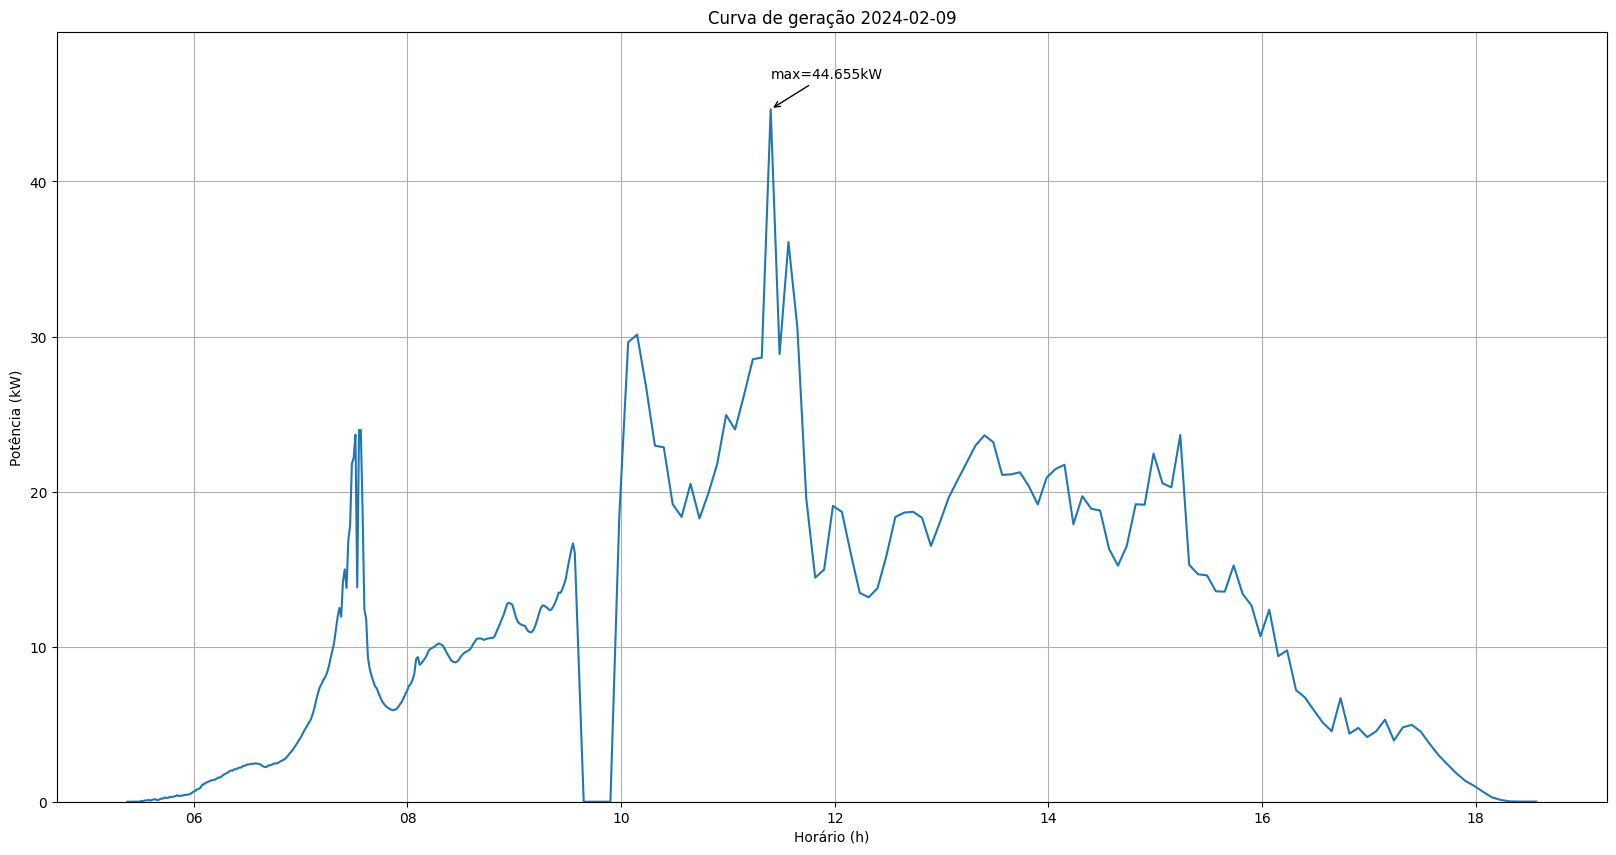 Curva de geração 2024-02-09
max=44.655kW
Potência (kW)
40
30
20
10
0
06 08 10 12 14 16 18
Horário (h)